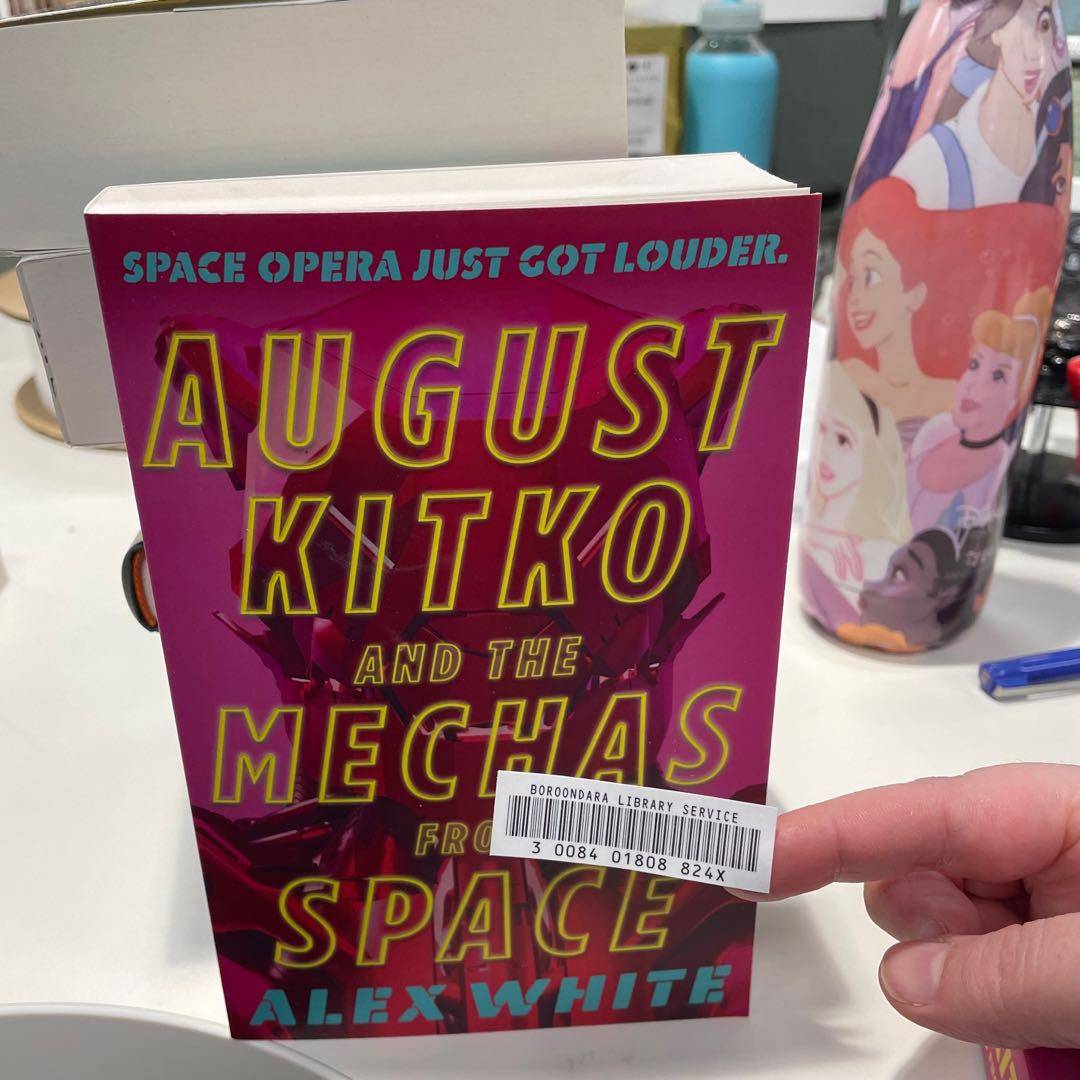 SPACE OPERA JUST GOT LOUDER.
AUGUST
KITKO
AND THE
MECHAS
FRO
SPACE
ALEX WHITE
BOROONDARA LIBRARY SERVICE
3 0084 01808 824X